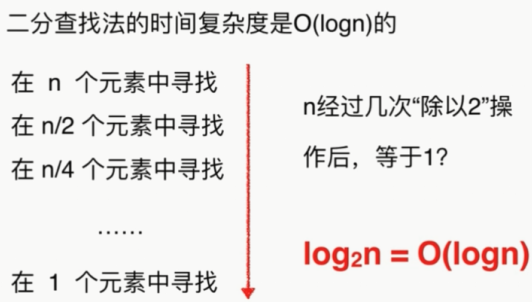 二分查找法的时间复杂度是O(logn)的
在 n 个元素中寻找
在 n/2 个元素中寻找
在 n/4 个元素中寻找
……
在 1 个元素中寻找
n经过几次“除以2”操
作后，等于1?
log₂n = O(logn)